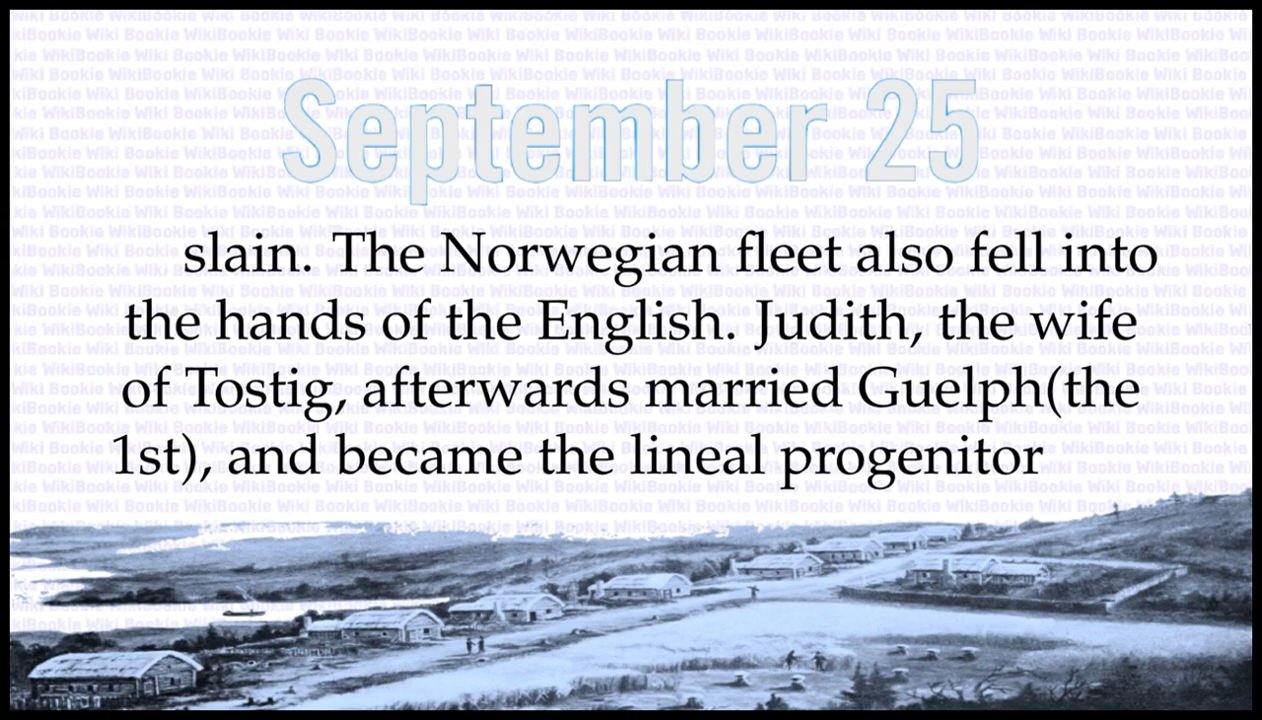 September 25
slain. The Norwegian fleet also fell into
the hands of the English. Judith, the wife
of Tostig, afterwards married Guelph(the
1st), and became the lineal progenitor